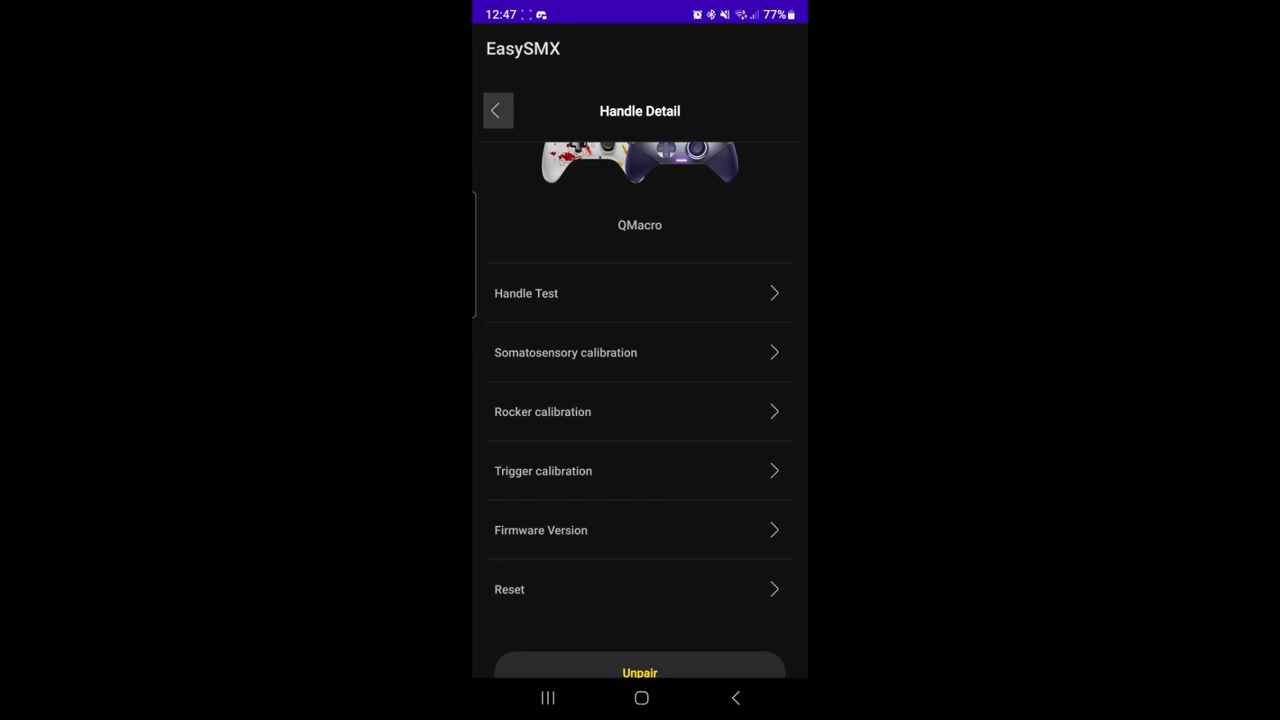 12:47
77%
EasySMX
Handle Detail
QMacro
Handle Test
Somatosensory calibration
Rocker calibration
Trigger calibration
Firmware Version
Reset
Unpair